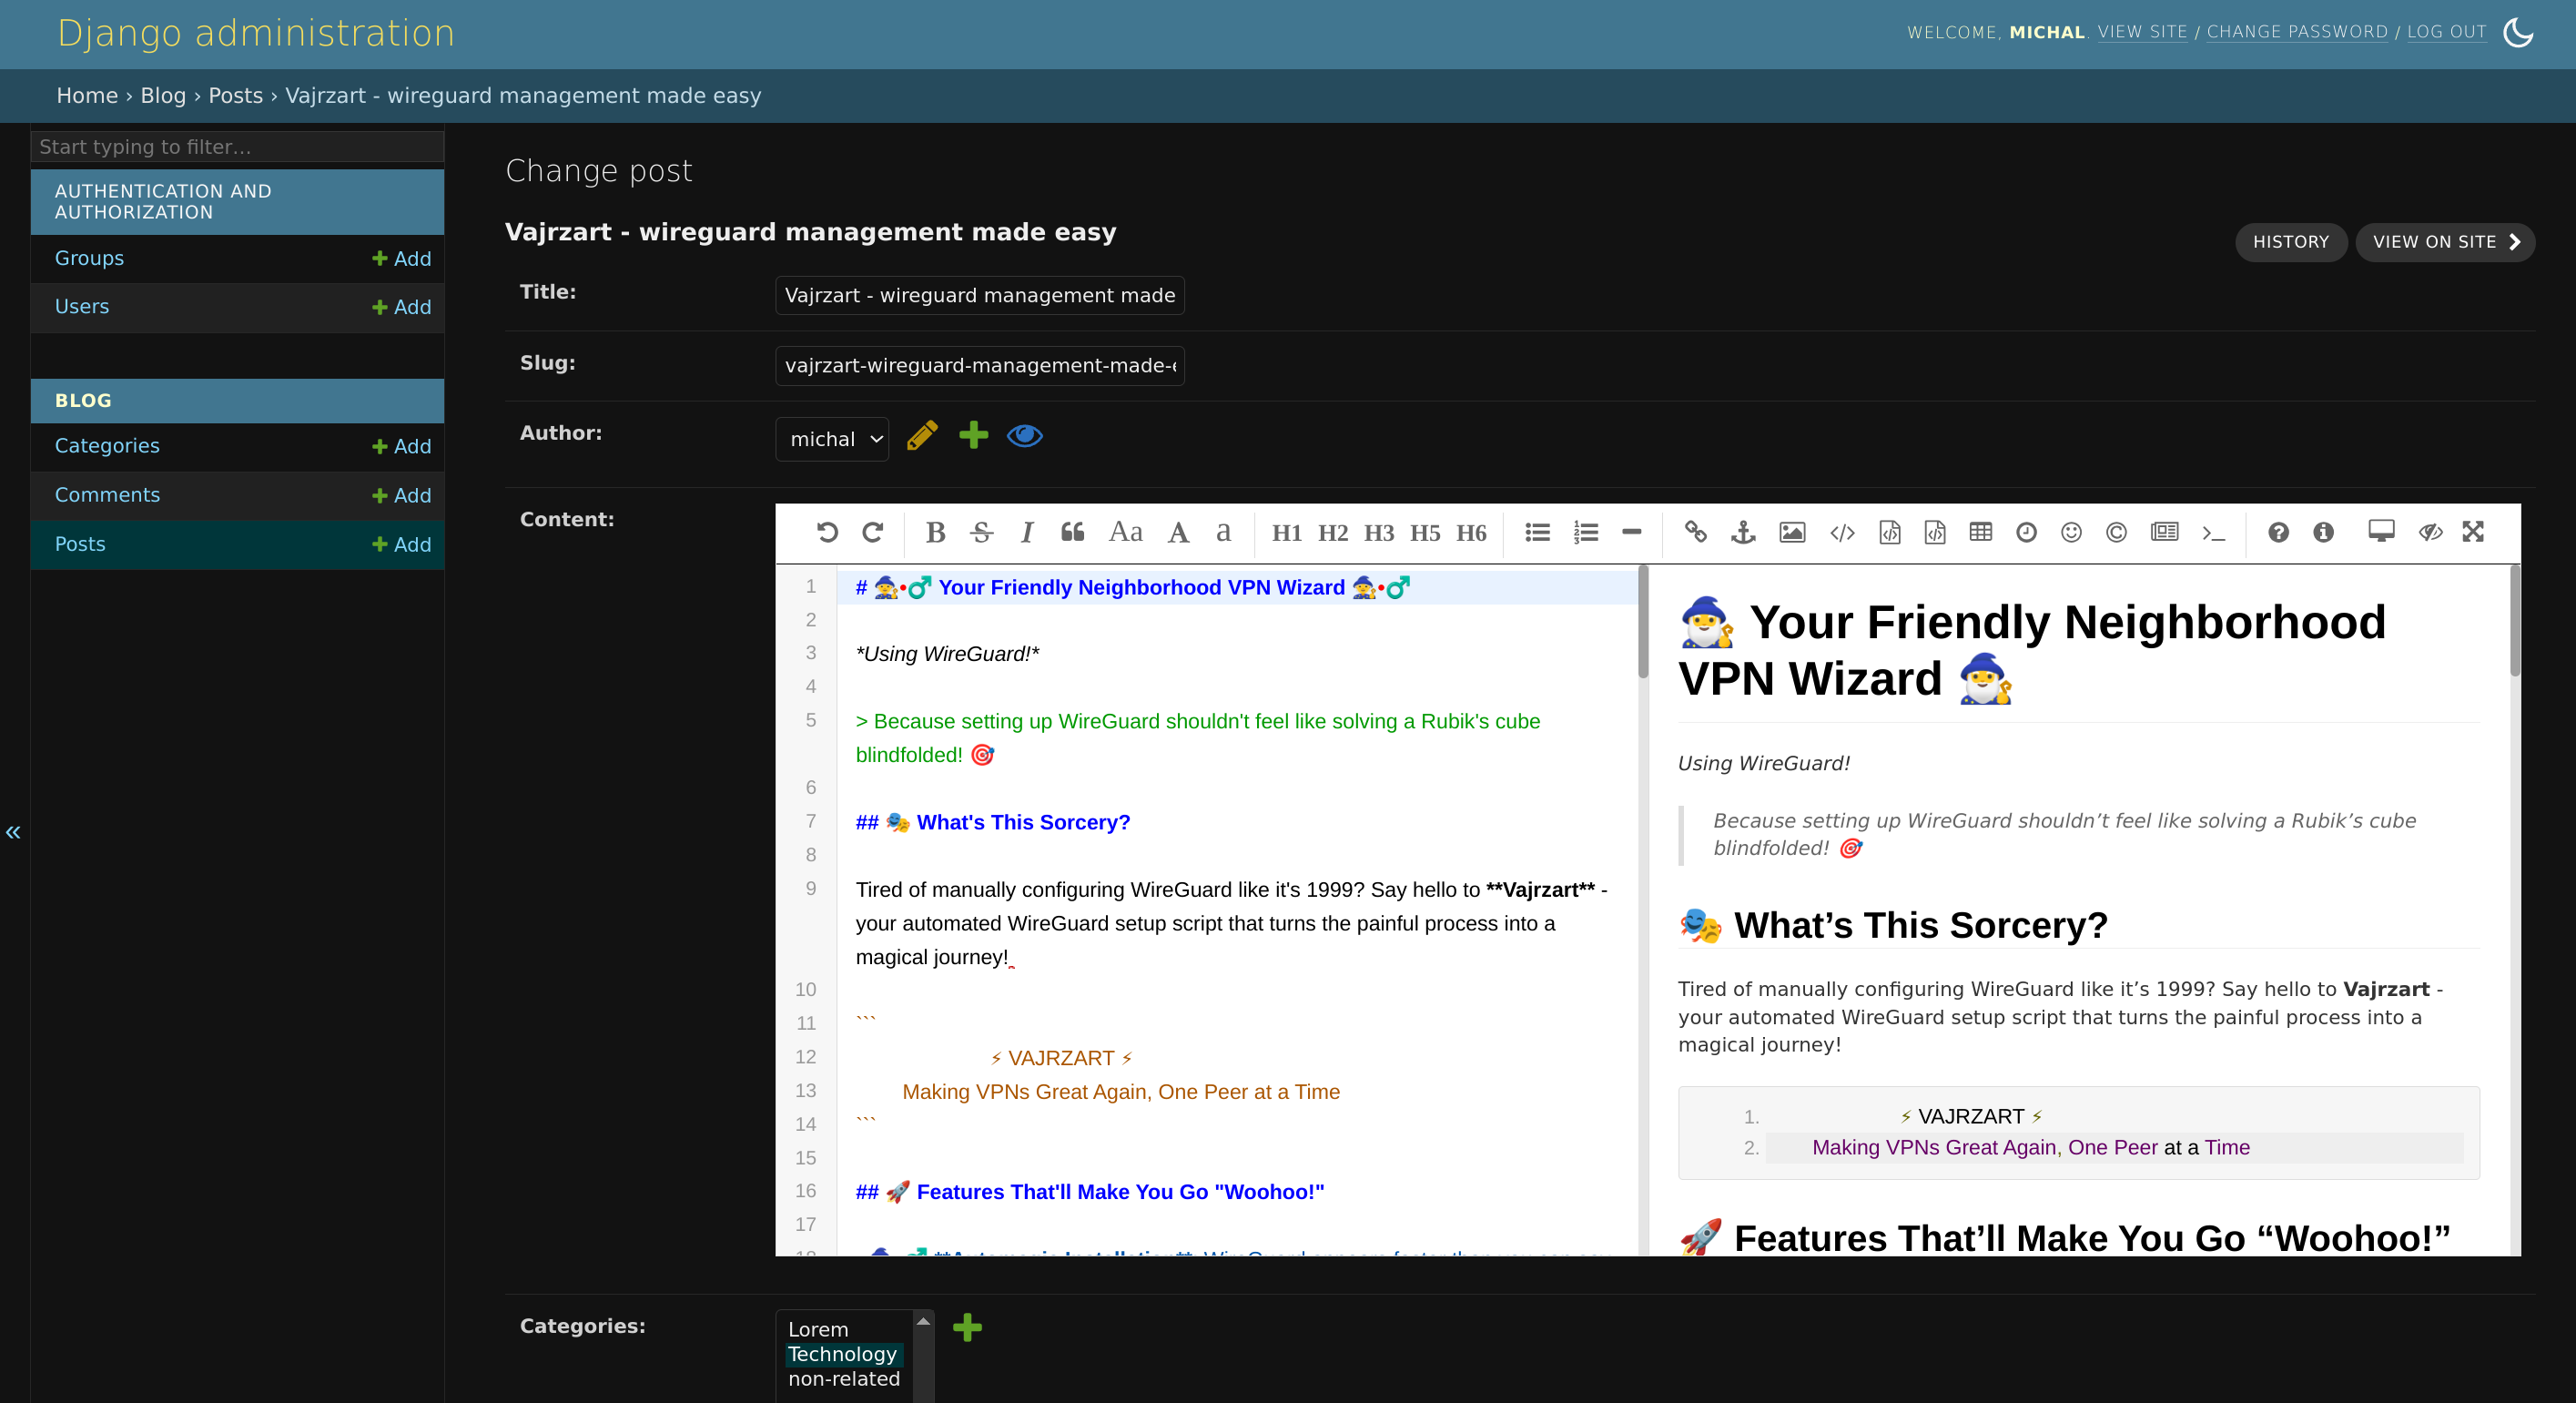 Django administration
WELCOME, MICHAL. VIEW SITE / CHANGE PASSWORD / LOG OUT
Home › Blog › Posts › Vajrzart - wireguard management made easy
Start typing to filter...
AUTHENTICATION AND
AUTHORIZATION
Groups
Add
Users
Add
BLOG
Categories
Add
Comments
Add
Posts
Add
«
Change post
Vajrzart - wireguard management made easy
HISTORY
VIEW ON SITE
Title:
Vajrzart - wireguard management made
Slug:
vajrzart-wireguard-management-made-e
Author:
michal
Content:
B S I Aa A a H1 H2 H3 H5 H6
1 # 🧙•♂ Your Friendly Neighborhood VPN Wizard 🧙•♂
2
3 *Using WireGuard!*
4
5 > Because setting up WireGuard shouldn't feel like solving a Rubik's cube
blindfolded! 🎯
6
7 ## 🎭 What's This Sorcery?
8
9 Tired of manually configuring WireGuard like it's 1999? Say hello to **Vajrzart** -
your automated WireGuard setup script that turns the painful process into a
magical journey!
10
11 ```
12 ⚡ VAJRZART ⚡
13 Making VPNs Great Again, One Peer at a Time
14 ```
15
16 ## 🚀 Features That'll Make You Go "Woohoo!"
17
🧙‍♂️ Your Friendly Neighborhood
VPN Wizard 🧙‍♂️
Using WireGuard!
Because setting up WireGuard shouldn’t feel like solving a Rubik’s cube
blindfolded! 🎯
🎭 What’s This Sorcery?
Tired of manually configuring WireGuard like it’s 1999? Say hello to Vajrzart -
your automated WireGuard setup script that turns the painful process into a
magical journey!
1. ⚡ VAJRZART ⚡
2. Making VPNs Great Again, One Peer at a Time
🚀 Features That’ll Make You Go “Woohoo!”
Categories:
Lorem
Technology
non-related